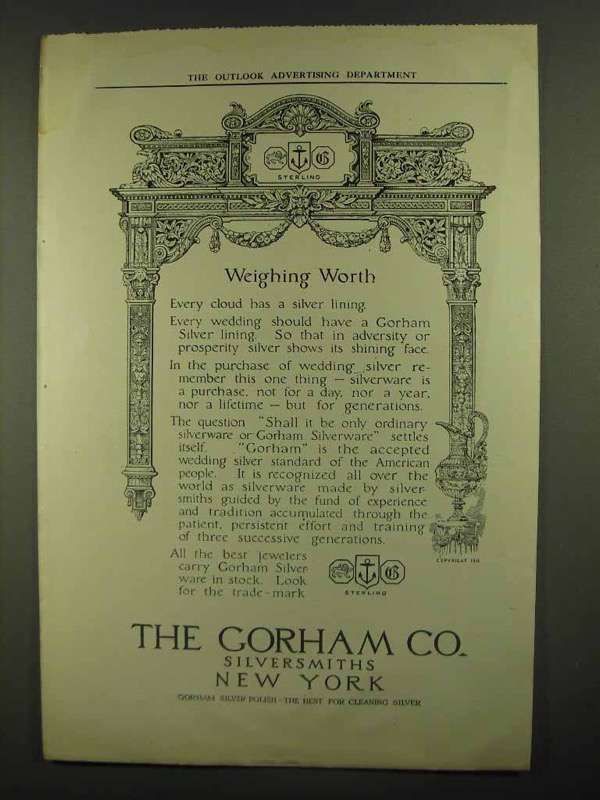 THE OUTLOOK ADVERTISING DEPARTMENT
G
STERLING
Weighing Worth
Every cloud has a silver lining.
Every wedding should have a Gorham
Silver lining. So that in adversity or
prosperity silver shows its shining face.
In the purchase of wedding silver re-
member this one thing — silverware is
a purchase, not for a day, nor a year,
nor a lifetime — but for generations.
The question "Shall it be only ordinary
silverware or Gorham Silverware" settles
itself. "Gorham" is the accepted
wedding silver standard of the American
people. It is recognized all over the
world as silverware made by silver-
smiths guided by the fund of experience
and tradition accumulated through the
patient, persistent effort and training
of three successive generations.
All the best jewelers
carry Gorham Silver-
ware in stock. Look
for the trade-mark
G
STERLING
COPYRIGHT
THE GORHAM CO.
SILVERSMITHS
NEW YORK
GORHAM SILVER POLISH - THE BEST FOR CLEANING SILVER